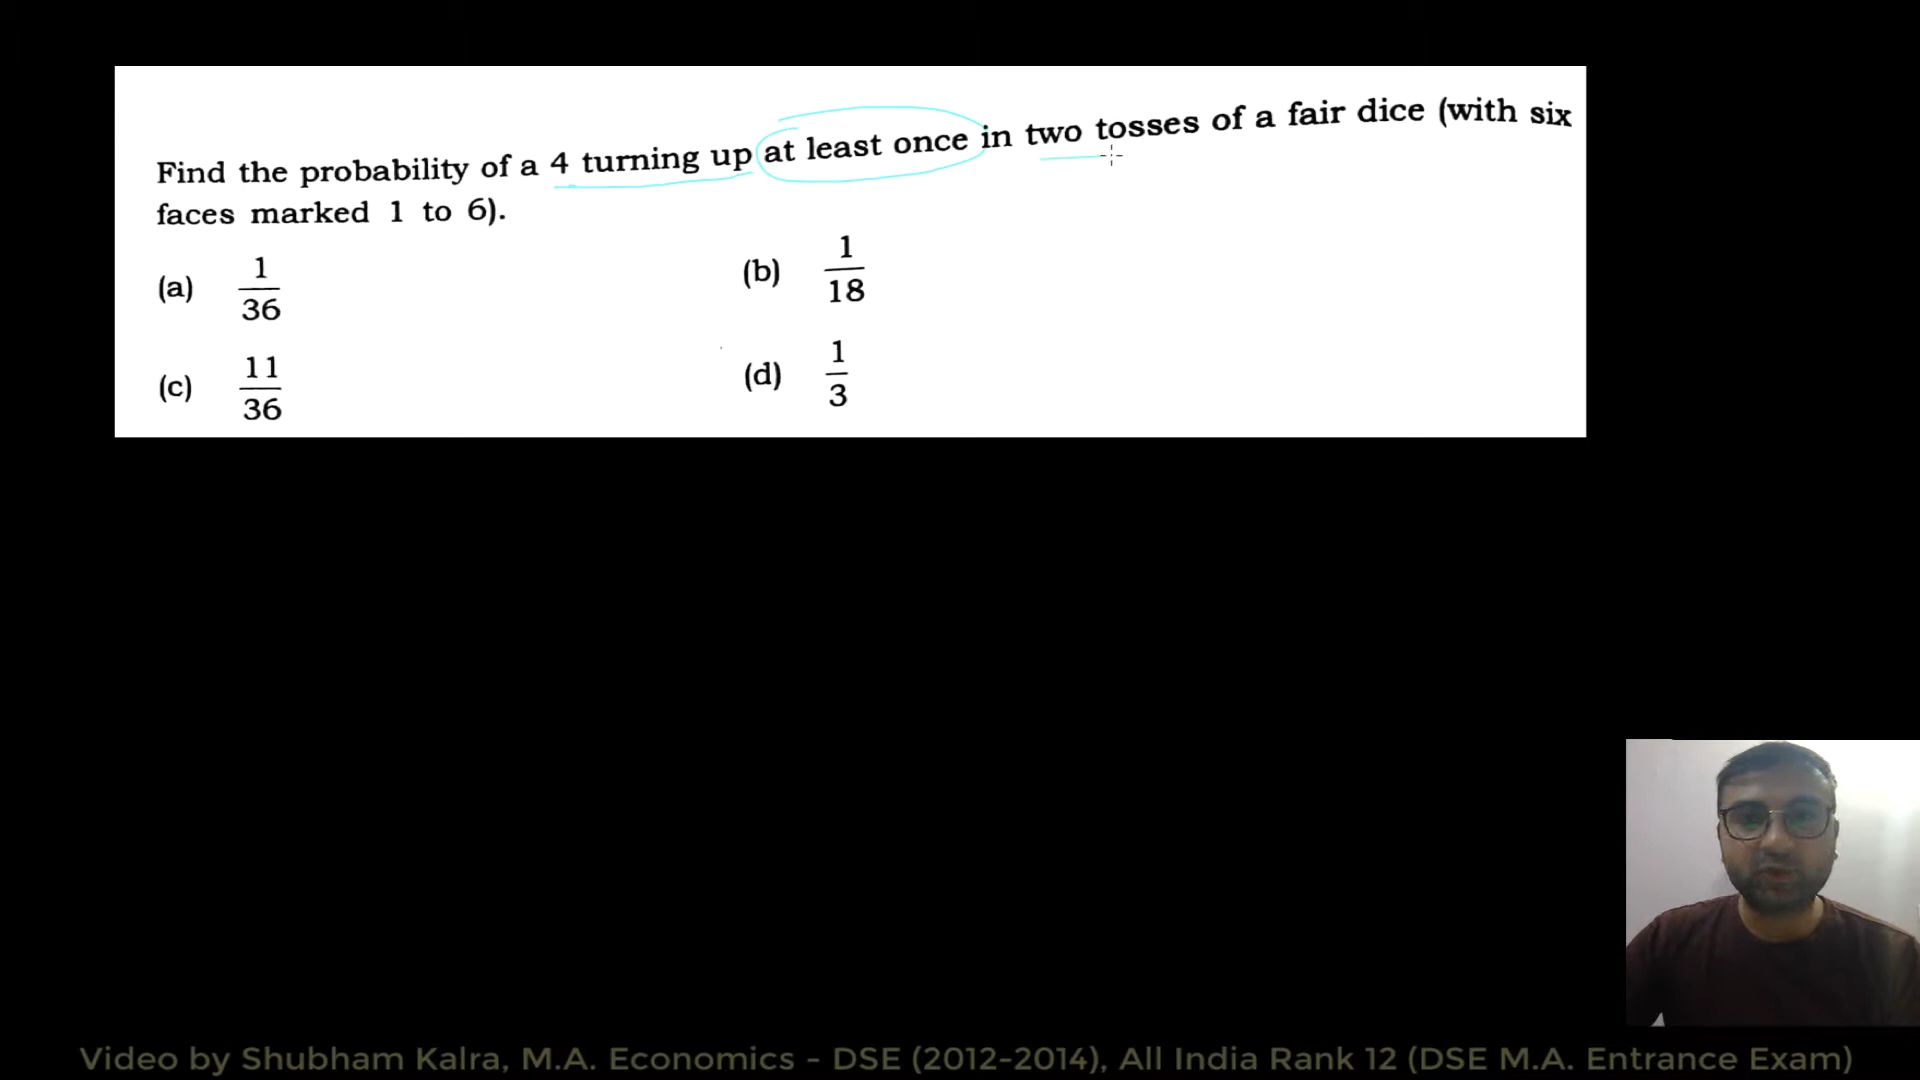 Find the probability of a 4 turning up at least once in two tosses of a fair dice (with six
faces marked 1 to 6).
(a) 1/36 (b) 1/18
(c) 11/36 (d) 1/3
Video by Shubham Kalra, M.A. Economics - DSE (2012-2014), All India Rank 12 (DSE M.A. Entrance Exam)